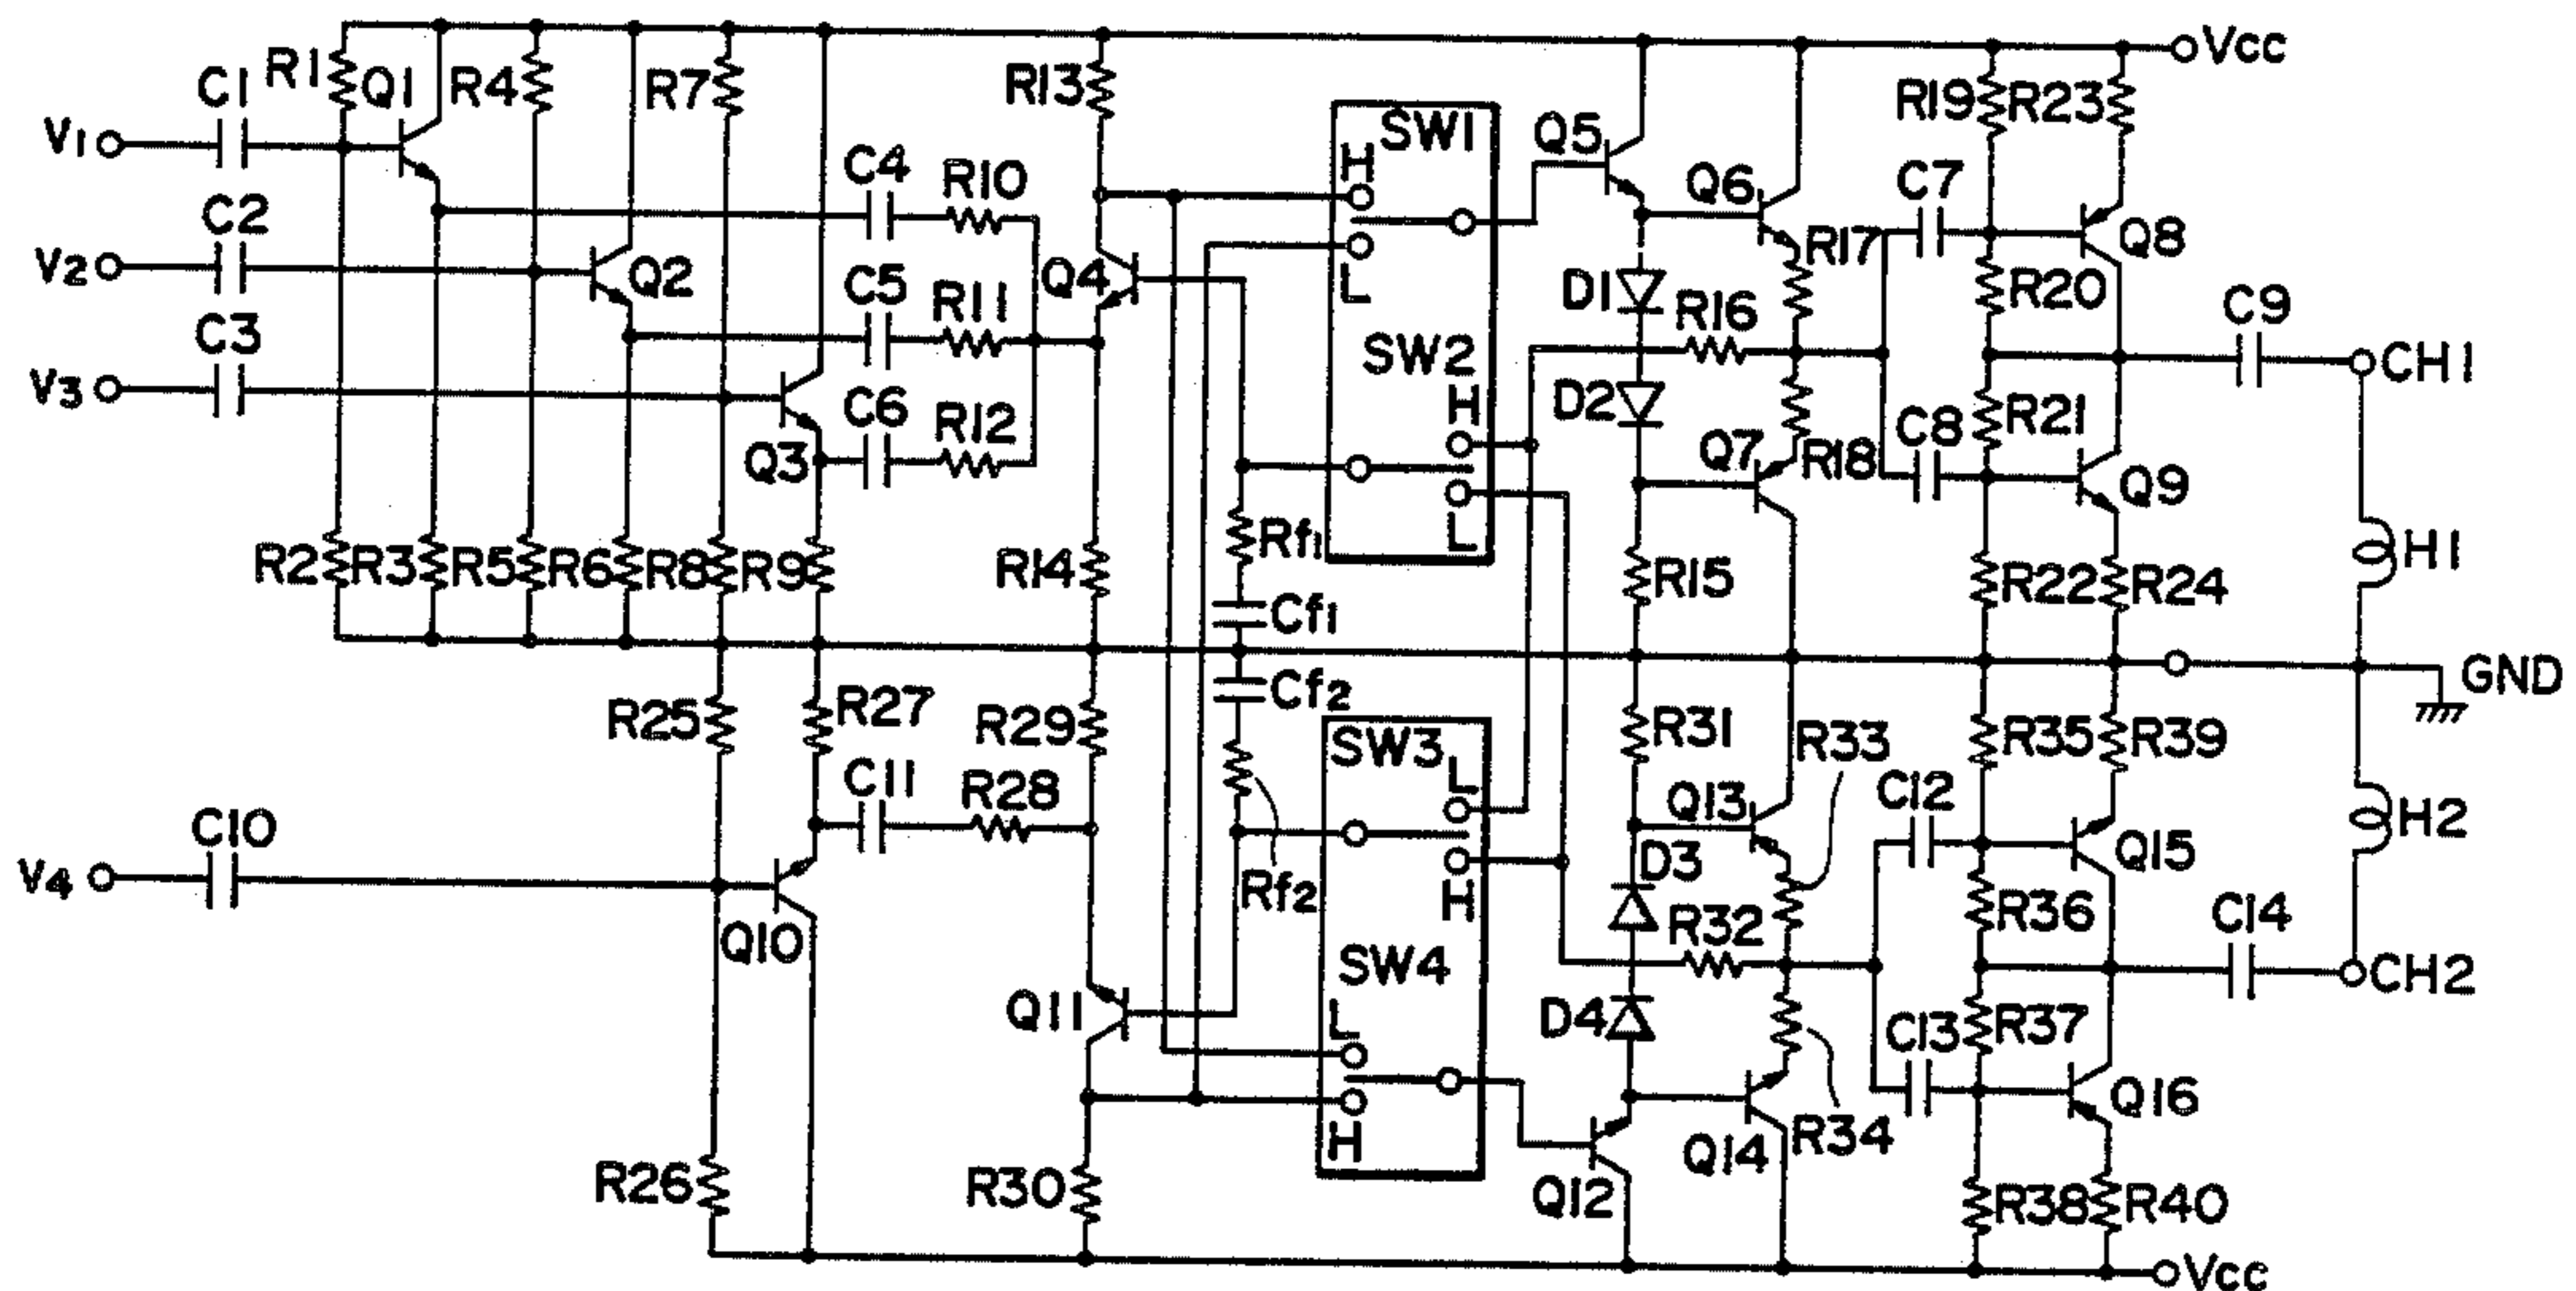 R1 Q1 R4 R7 R13 Vcc
C1 SW1 Q5 R19 R23
V1 H C7
C4 R10 Q6
C2 L R17 Q8
V2 Q2 Q4 D1 R20
C5 R11 R16 C9
C3 SW2
V3 D2 CH1
C6 R12 H R21
Q3 L Q7 R18 C8 Q9
R2 R3 R5 R6 R8 R9 R14 Rf1 R15 R22 R24 H1
Cf1
GND
Cf2
R25 R27 R29 SW3 L R31 R33 R35 R39
C11 R28 Q13 C12 H2
C10 Q15
V4 Rf2 H D3
Q10 R32 R36 C14
SW4 CH2
Q11 L D4 C13 R37
Q16
H Q14 R34
R26 R30 Q12 R38 R40
Vcc